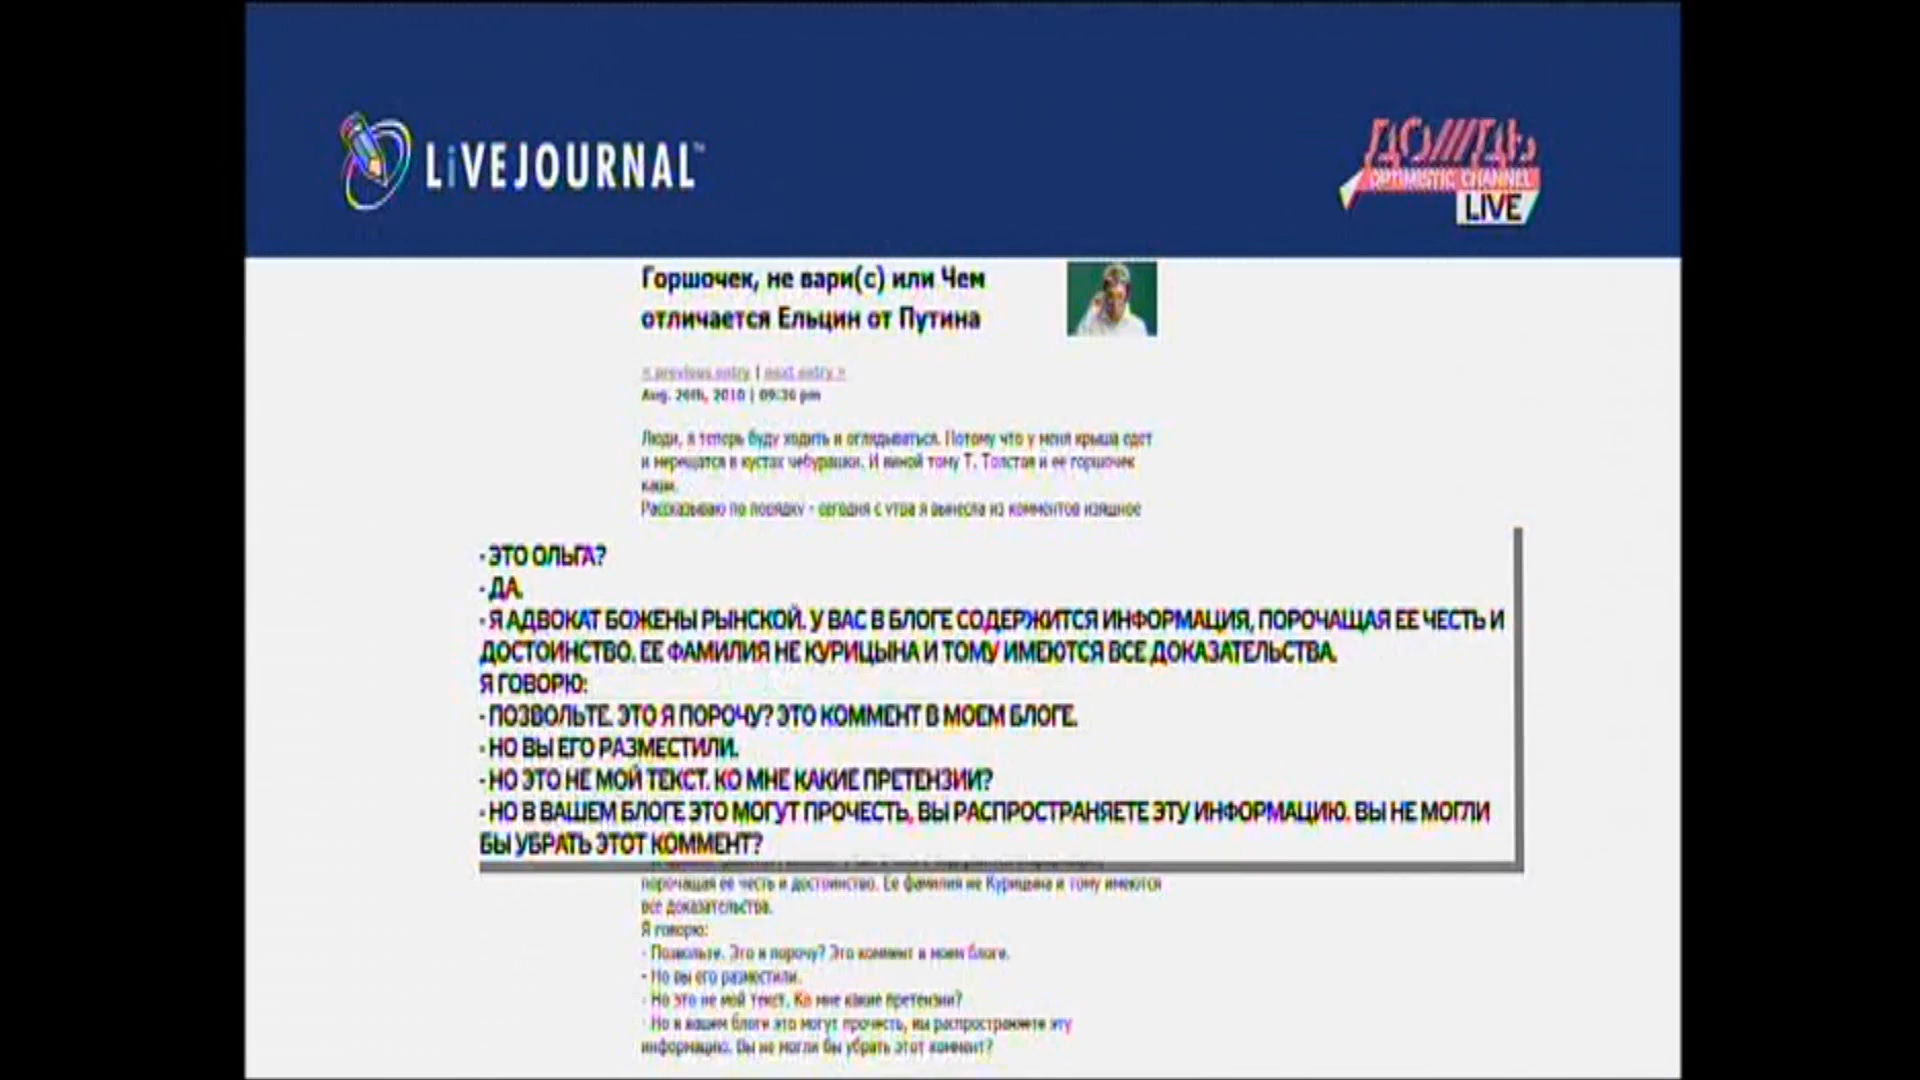 LiVEJOURNAL™
ДОЖДЬ
OPTIMISTIC CHANNEL
LIVE
Горшочек, не вари(с) или Чем
отличается Ельцин от Путина
< previous entry | next entry >
Aug. 26th, 2010 | 09:36 pm
Люди, я теперь буду ходить и оглядываться. Потому что у меня крыша едет
и мерещатся в кустах чебурашки. И виной тому Т. Толстая и ее горшочек
каши.
Рассказываю по порядку - сегодня с утра я вынесла из комментов изящное
- ЭТО ОЛЬГА?
- ДА.
- Я АДВОКАТ БОЖЕНЫ РЫНСКОЙ. У ВАС В БЛОГЕ СОДЕРЖИТСЯ ИНФОРМАЦИЯ, ПОРОЧАЩАЯ ЕЕ ЧЕСТЬ И
ДОСТОИНСТВО. ЕЕ ФАМИЛИЯ НЕ КУРИЦЫНА И ТОМУ ИМЕЮТСЯ ВСЕ ДОКАЗАТЕЛЬСТВА.
Я ГОВОРЮ:
- ПОЗВОЛЬТЕ. ЭТО Я ПОРОЧУ? ЭТО КОММЕНТ В МОЕМ БЛОГЕ.
- НО ВЫ ЕГО РАЗМЕСТИЛИ.
- НО ЭТО НЕ МОЙ ТЕКСТ. КО МНЕ КАКИЕ ПРЕТЕНЗИИ?
- НО В ВАШЕМ БЛОГЕ ЭТО МОГУТ ПРОЧЕСТЬ, ВЫ РАСПРОСТРАНЯЕТЕ ЭТУ ИНФОРМАЦИЮ. ВЫ НЕ МОГЛИ
БЫ УБРАТЬ ЭТОТ КОММЕНТ?
порочащая ее честь и достоинство. Ее фамилия не Курицына и тому имеются
все доказательства.
Я говорю:
- Позвольте. Это я порочу? Это коммент в моем блоге.
- Но вы его разместили.
- Но это не мой текст. Ко мне какие претензии?
- Но в вашем блоге это могут прочесть, вы распространяете эту
информацию. Вы не могли бы убрать этот коммент?